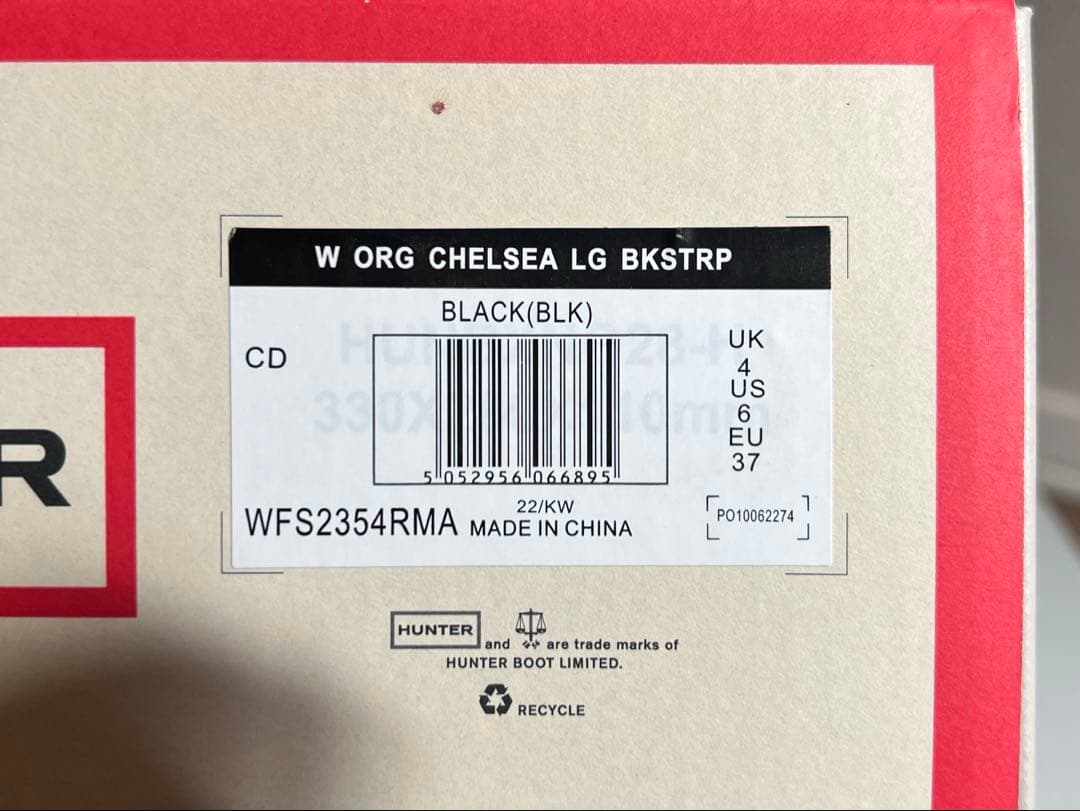 W ORG CHELSEA LG BKSTRP
BLACK(BLK)
CD
UK
4
US
6
EU
37
5 052956 066895
22/KW
WFS2354RMA MADE IN CHINA
PO10062274
R
HUNTER and are trade marks of
HUNTER BOOT LIMITED.
RECYCLE